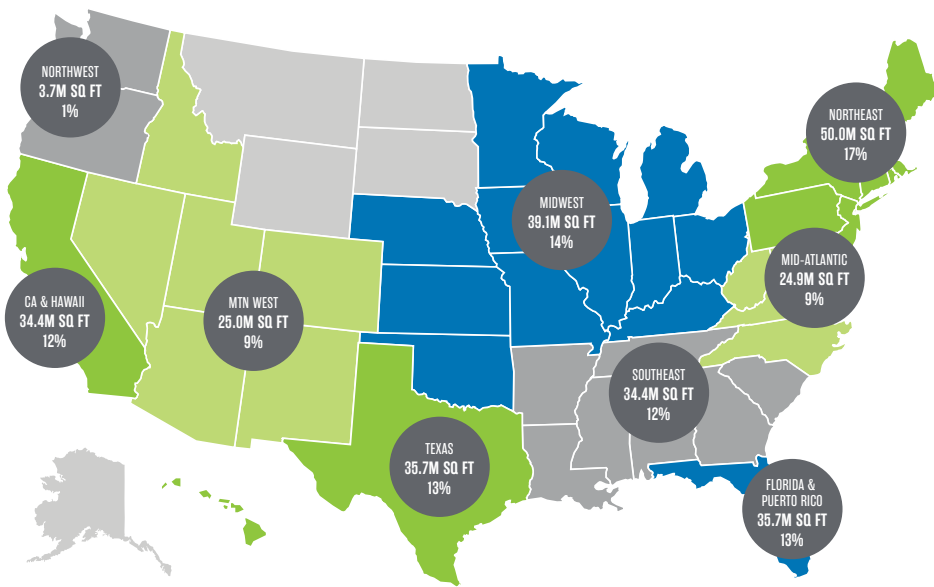 NORTHWEST
3.7M SQ FT
1%
NORTHEAST
50.0M SQ FT
17%
MIDWEST
39.1M SQ FT
14%
MID-ATLANTIC
24.9M SQ FT
9%
CA & HAWAII
34.4M SQ FT
12%
MTN WEST
25.0M SQ FT
9%
SOUTHEAST
34.4M SQ FT
12%
TEXAS
35.7M SQ FT
13%
FLORIDA &
PUERTO RICO
35.7M SQ FT
13%